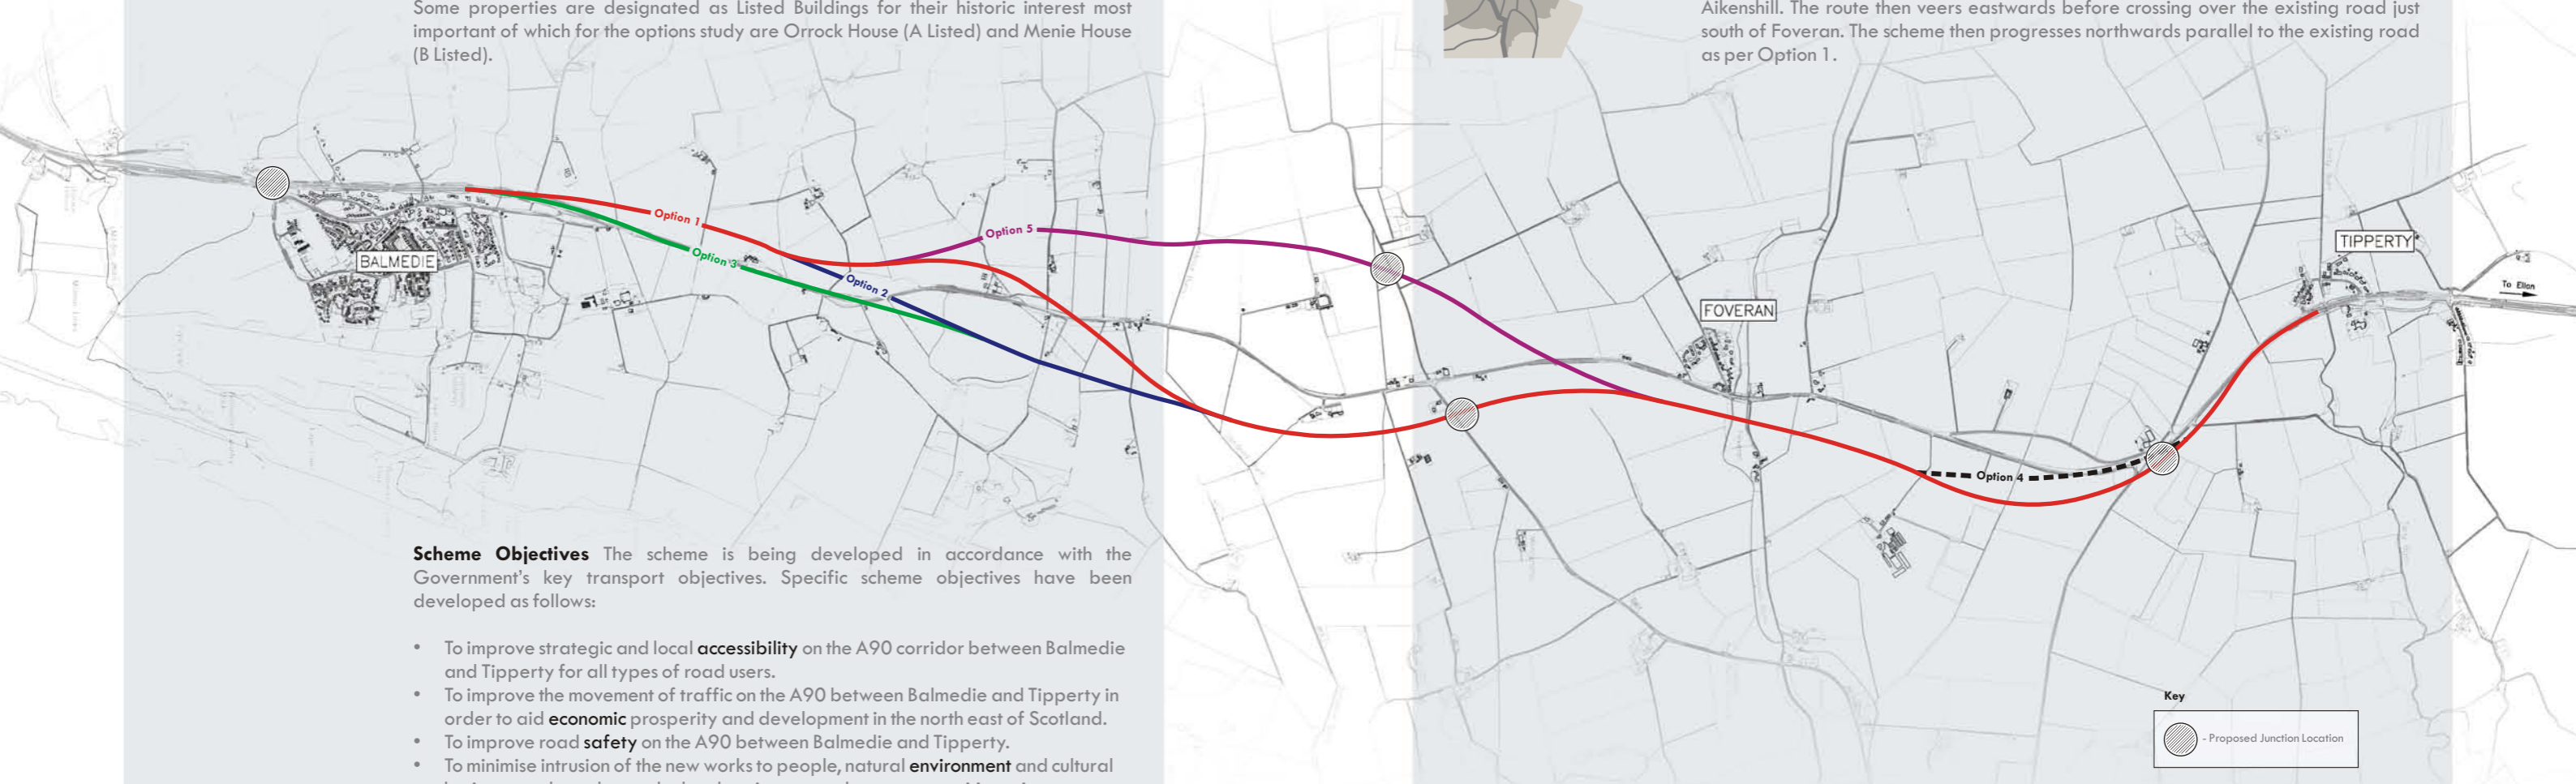 Some properties are designated as Listed Buildings for their historic interest most
important of which for the options study are Orrock House (A Listed) and Menie House
(B Listed).
Aikenshill. The route then veers eastwards before crossing over the existing road just
south of Foveran. The scheme then progresses northwards parallel to the existing road
as per Option 1.
BALMEDIE
Option 1
Option 3
Option 2
Option 5
FOVERAN
Option 4
TIPPERTY
To Ellon
Scheme Objectives The scheme is being developed in accordance with the
Government's key transport objectives. Specific scheme objectives have been
developed as follows:
• To improve strategic and local accessibility on the A90 corridor between Balmedie
and Tipperty for all types of road users.
• To improve the movement of traffic on the A90 between Balmedie and Tipperty in
order to aid economic prosperity and development in the north east of Scotland.
• To improve road safety on the A90 between Balmedie and Tipperty.
• To minimise intrusion of the new works to people, natural environment and cultural
Key
- Proposed Junction Location